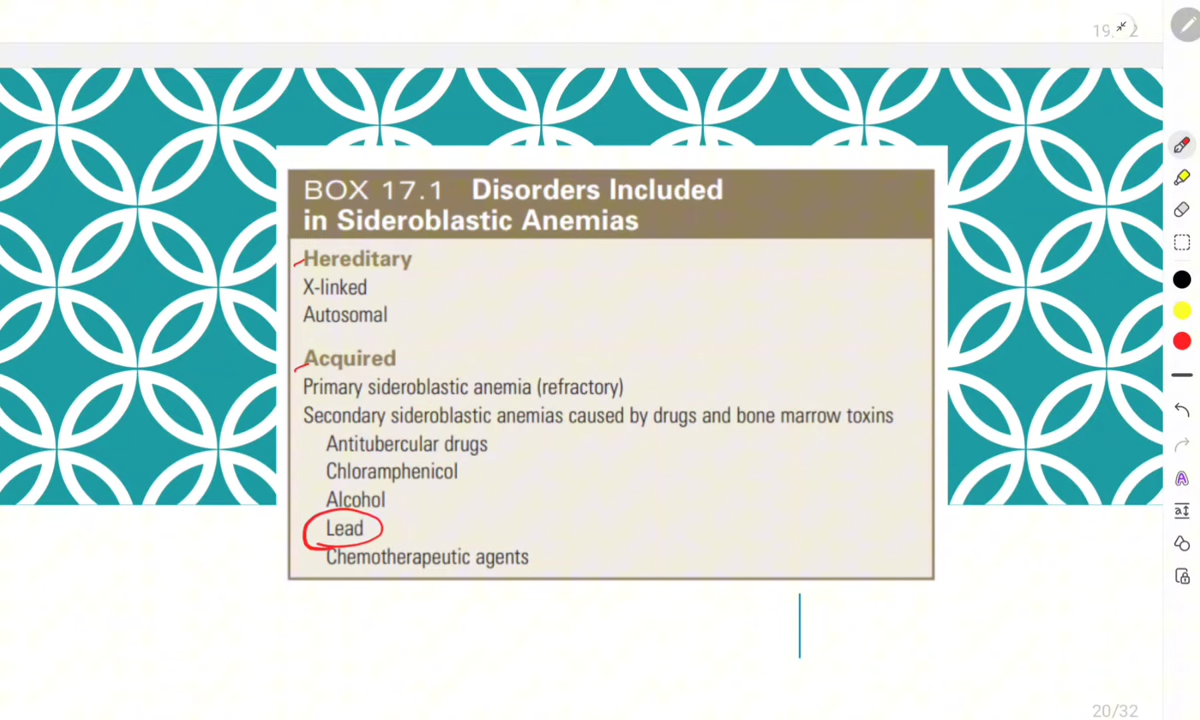 BOX 17.1 Disorders Included
in Sideroblastic Anemias
Hereditary
X-linked
Autosomal
Acquired
Primary sideroblastic anemia (refractory)
Secondary sideroblastic anemias caused by drugs and bone marrow toxins
Antitubercular drugs
Chloramphenicol
Alcohol
Lead
Chemotherapeutic agents
20/32